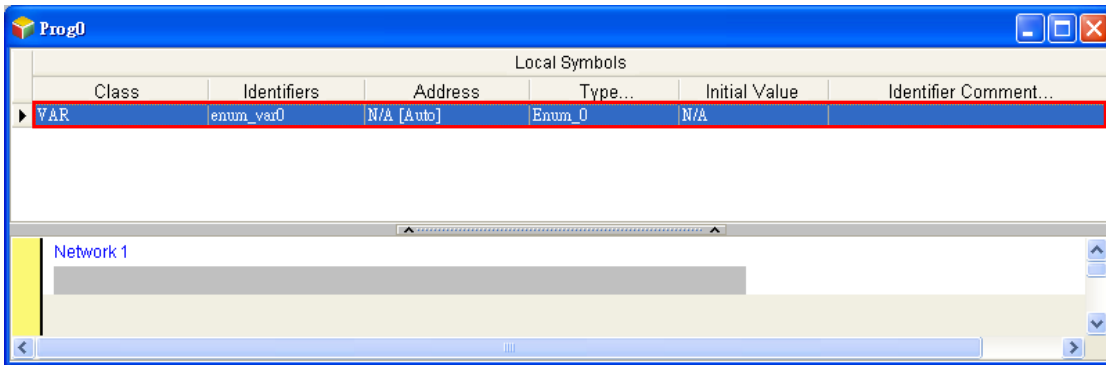 Prog0
Local Symbols
Class Identifiers Address Type... Initial Value Identifier Comment...
VAR enum_var0 N/A [Auto] Enum_0 N/A
Network 1